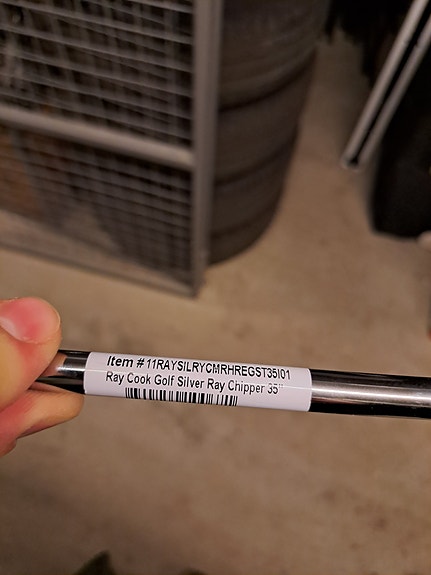 Item # 11RAYSILRYCMRHREGST35I01
Ray Cook Golf Silver Ray Chipper 35"